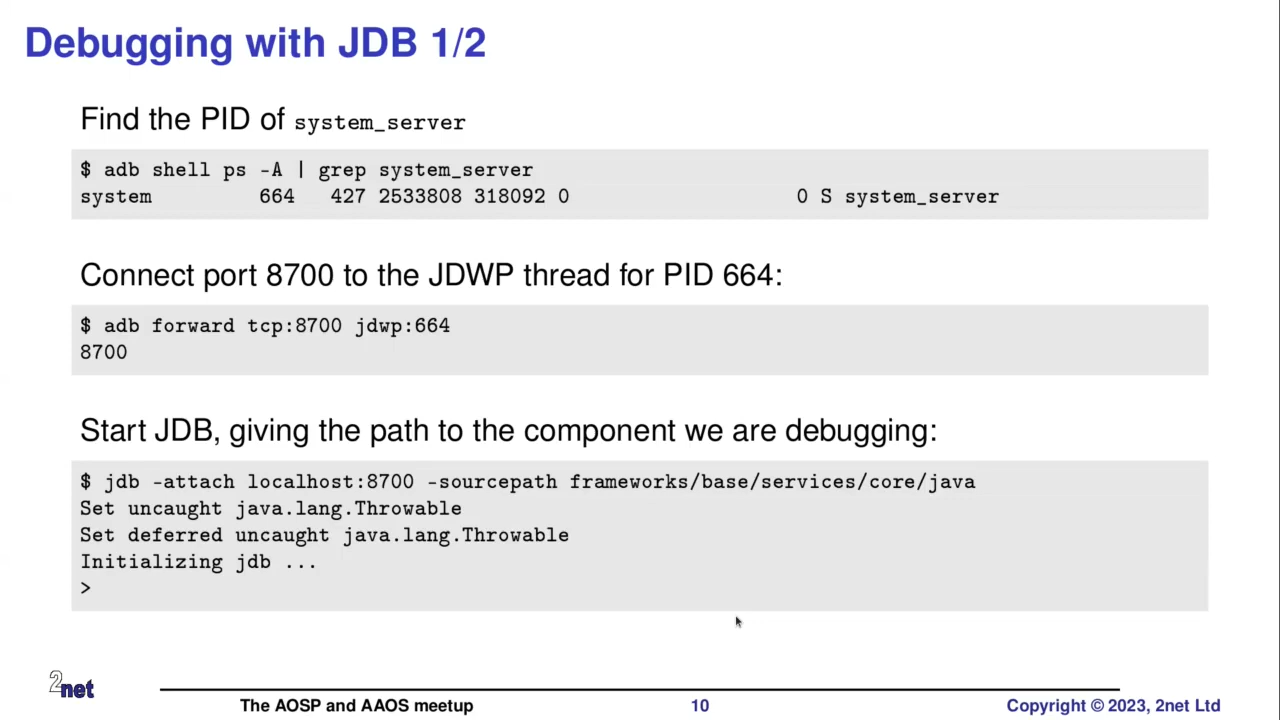 Debugging with JDB 1/2
Find the PID of system_server
$ adb shell ps -A | grep system_server
system         664   427 2533808 318092 0                   0 S system_server
Connect port 8700 to the JDWP thread for PID 664:
$ adb forward tcp:8700 jdwp:664
8700
Start JDB, giving the path to the component we are debugging:
$ jdb -attach localhost:8700 -sourcepath frameworks/base/services/core/java
Set uncaught java.lang.Throwable
Set deferred uncaught java.lang.Throwable
Initializing jdb ...
>
2net
The AOSP and AAOS meetup
10
Copyright © 2023, 2net Ltd